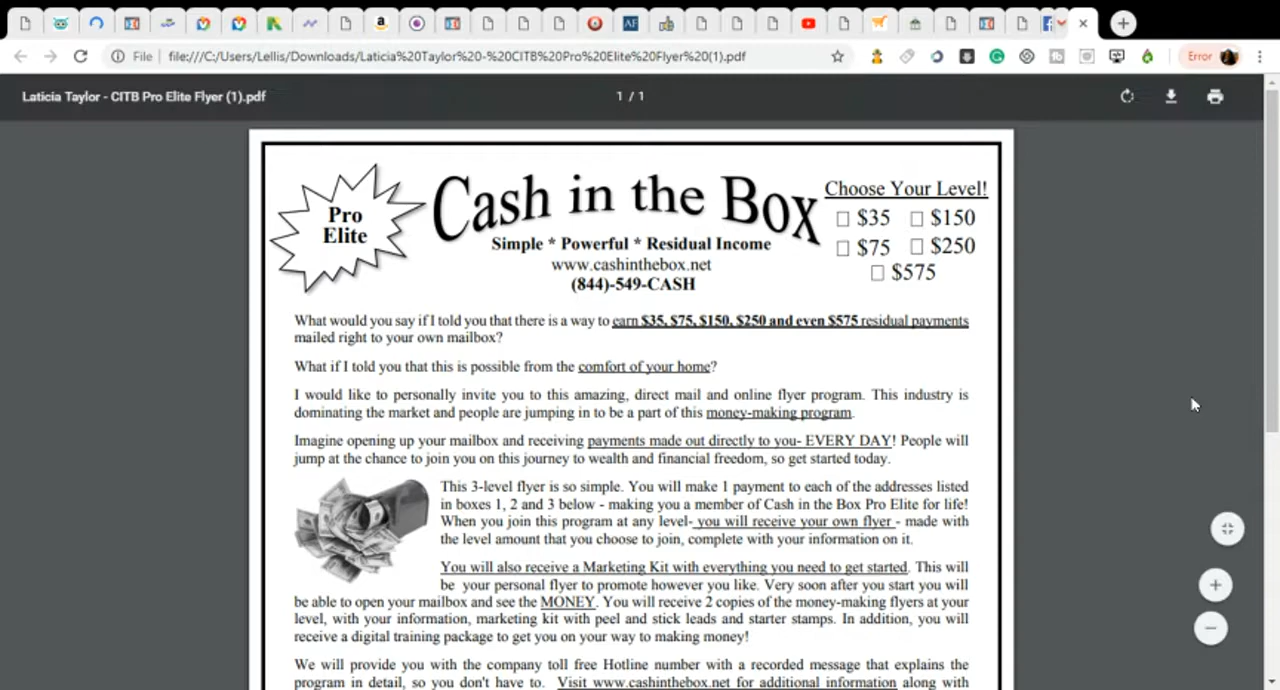 File
file:///C:/Users/Lellis/Downloads/Laticia%20Taylor%20-%20CITB%20Pro%20Elite%20Flyer%20(1).pdf
Error
Laticia Taylor - CITB Pro Elite Flyer (1).pdf
1 / 1
Pro
Elite
Cash in the Box
Simple * Powerful * Residual Income
www.cashinthebox.net
(844)-549-CASH
Choose Your Level!
$35 $150
$75 $250
$575
What would you say if I told you that there is a way to earn $35, $75, $150, $250 and even $575 residual payments
mailed right to your own mailbox?
What if I told you that this is possible from the comfort of your home?
I would like to personally invite you to this amazing, direct mail and online flyer program. This industry is
dominating the market and people are jumping in to be a part of this money-making program.
Imagine opening up your mailbox and receiving payments made out directly to you- EVERY DAY! People will
jump at the chance to join you on this journey to wealth and financial freedom, so get started today.
This 3-level flyer is so simple. You will make 1 payment to each of the addresses listed
in boxes 1, 2 and 3 below - making you a member of Cash in the Box Pro Elite for life!
When you join this program at any level- you will receive your own flyer - made with
the level amount that you choose to join, complete with your information on it.
You will also receive a Marketing Kit with everything you need to get started. This will
be your personal flyer to promote however you like. Very soon after you start you will
be able to open your mailbox and see the MONEY. You will receive 2 copies of the money-making flyers at your
level, with your information, marketing kit with peel and stick leads and starter stamps. In addition, you will
receive a digital training package to get you on your way to making money!
We will provide you with the company toll free Hotline number with a recorded message that explains the
program in detail, so you don't have to. Visit www.cashinthebox.net for additional information along with